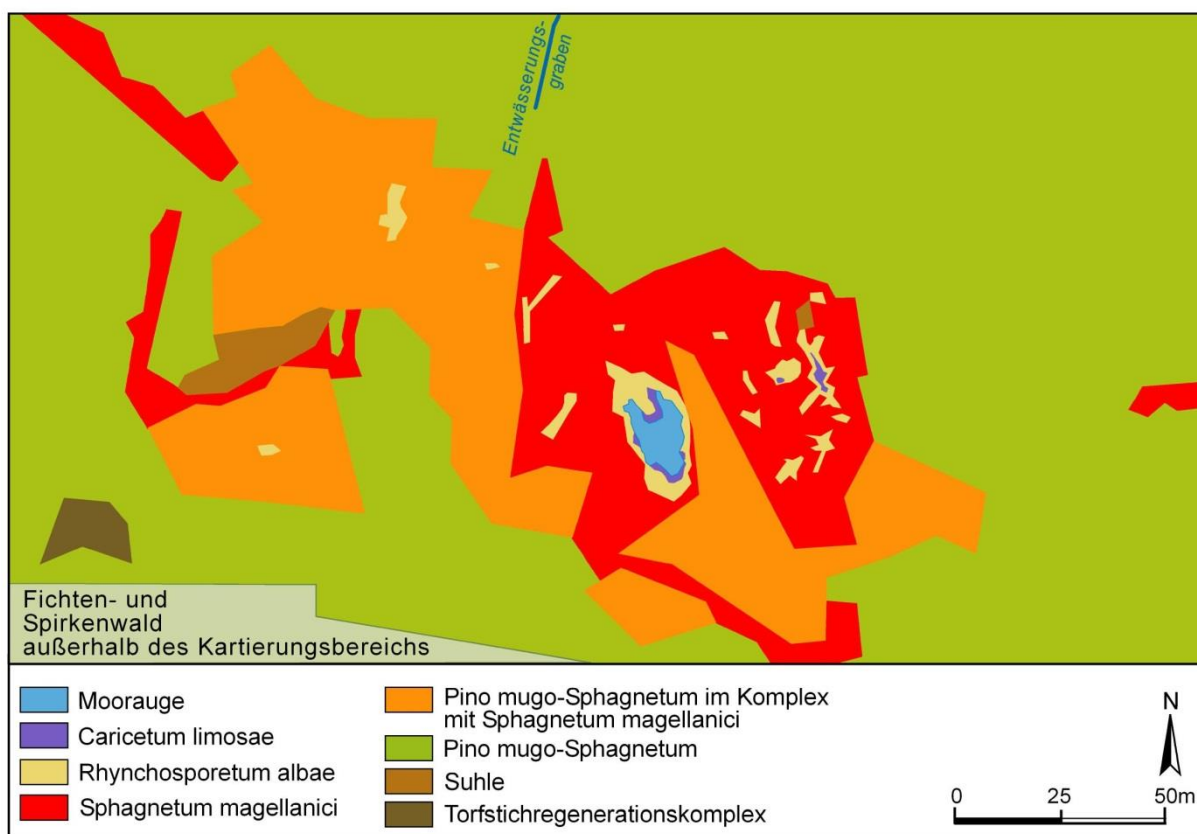 Entwässerungs-
graben
Fichten- und
Spirkenwald
außerhalb des Kartierungsbereichs
Moorauge
Caricetum limosae
Rhynchosporetum albae
Sphagnetum magellanici
Pino mugo-Sphagnetum im Komplex
mit Sphagnetum magellanici
Pino mugo-Sphagnetum
Suhle
Torfstichregenerationskomplex
N
0 25 50m